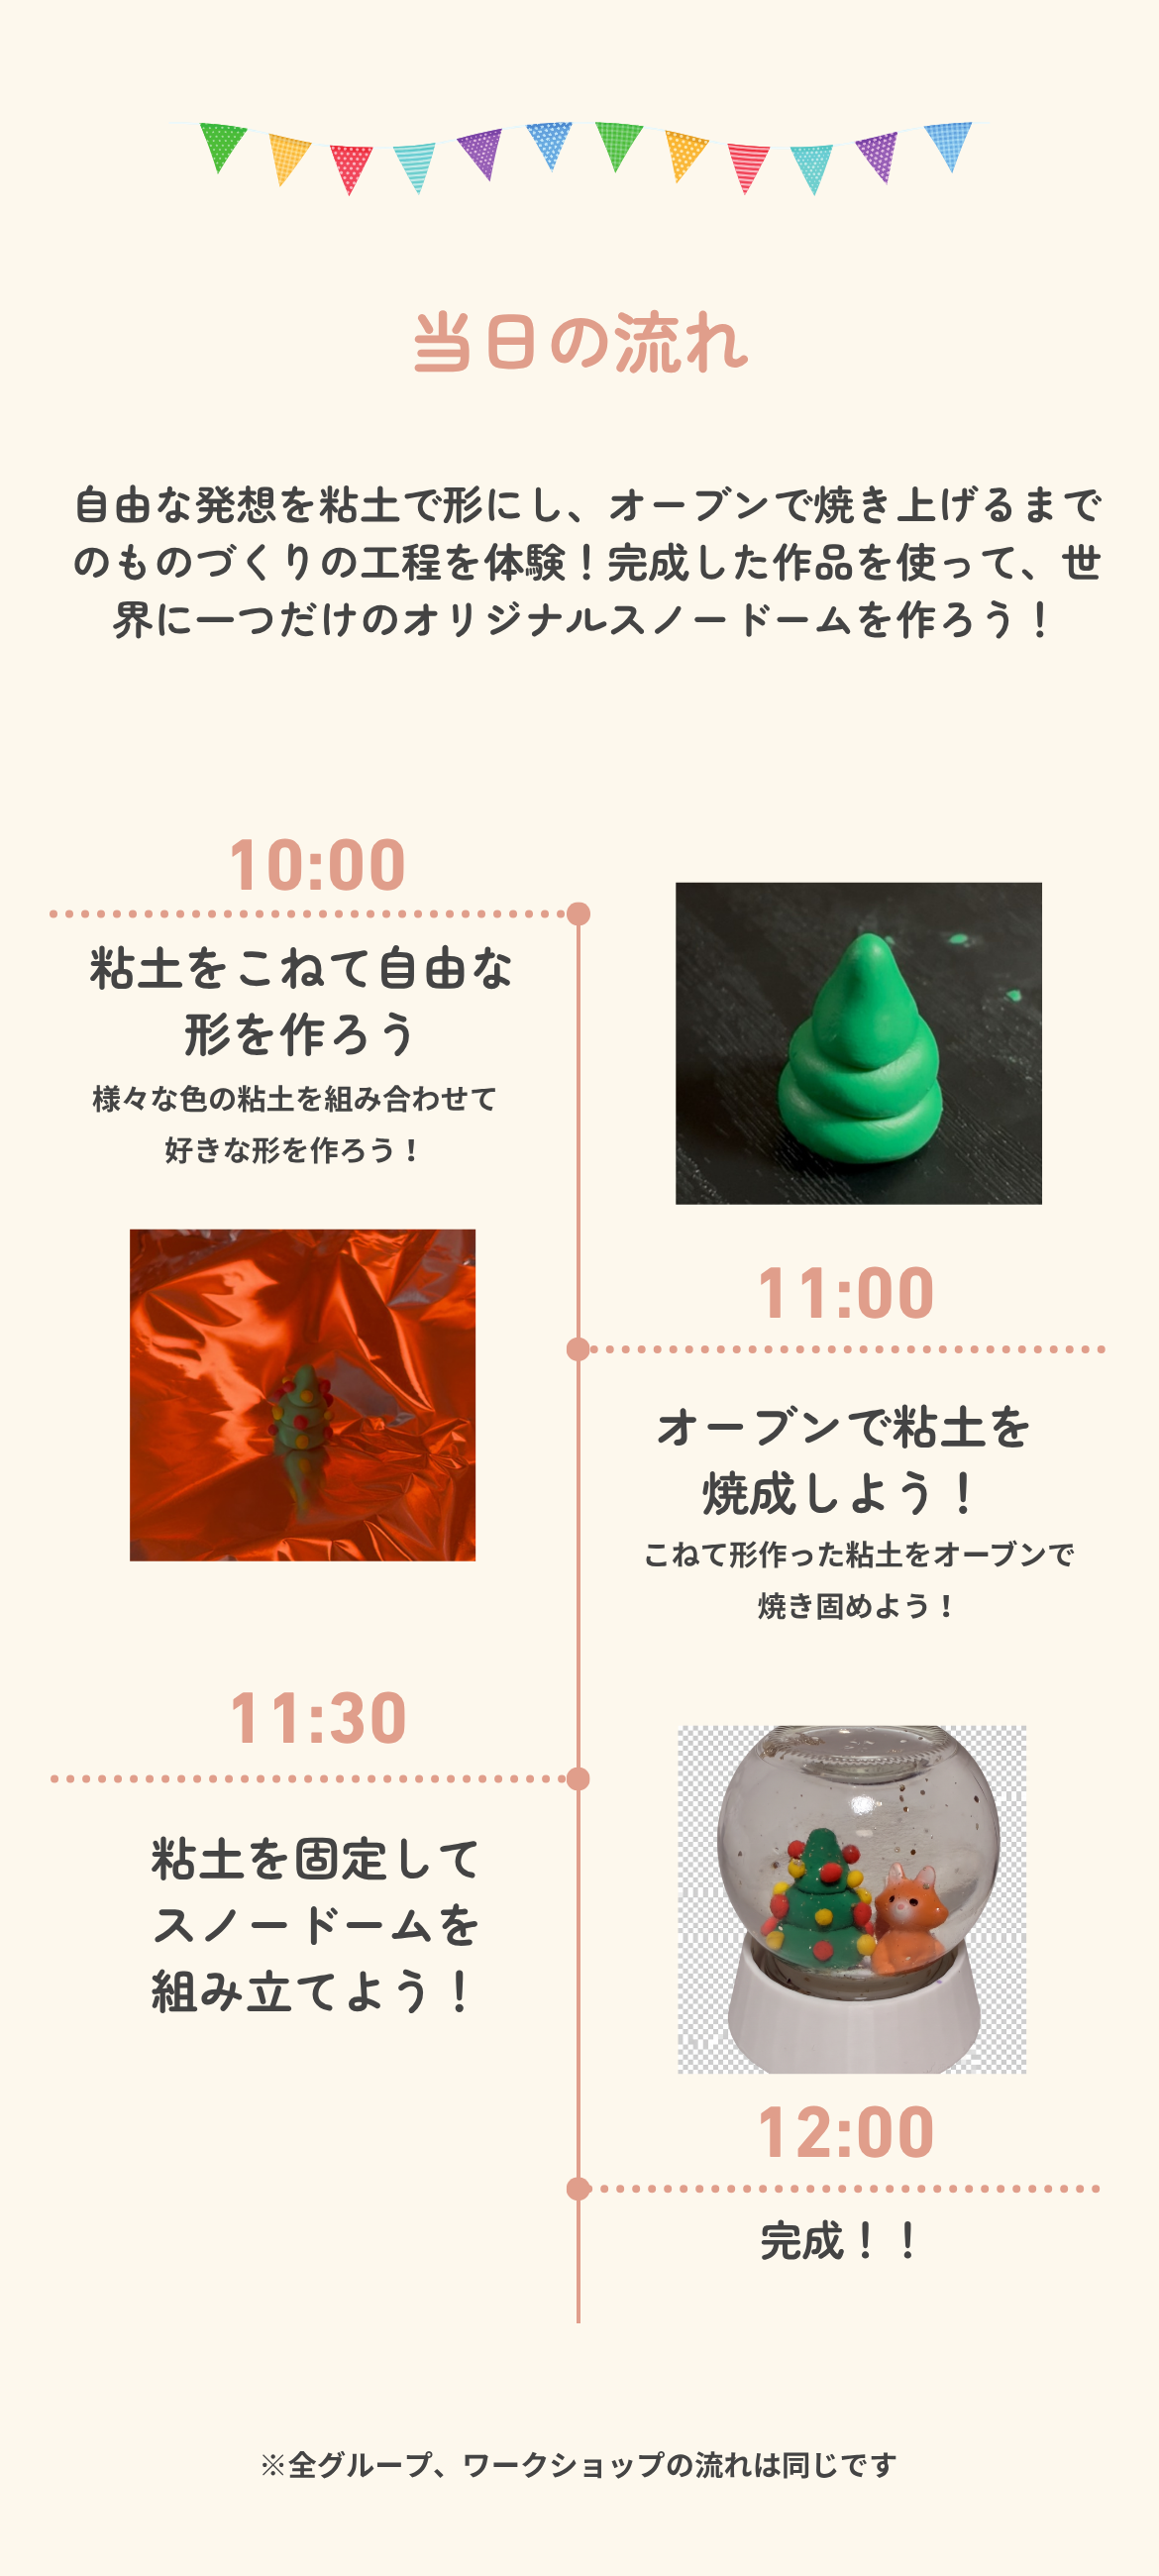 当日の流れ
自由な発想を粘土で形にし、オーブンで焼き上げるまで
のものづくりの工程を体験！完成した作品を使って、世
界に一つだけのオリジナルスノードームを作ろう！
10:00
粘土をこねて自由な
形を作ろう
様々な色の粘土を組み合わせて
好きな形を作ろう！
11:00
オーブンで粘土を
焼成しよう！
こねて形作った粘土をオーブンで
焼き固めよう！
11:30
粘土を固定して
スノードームを
組み立てよう！
12:00
完成！！
※全グループ、ワークショップの流れは同じです